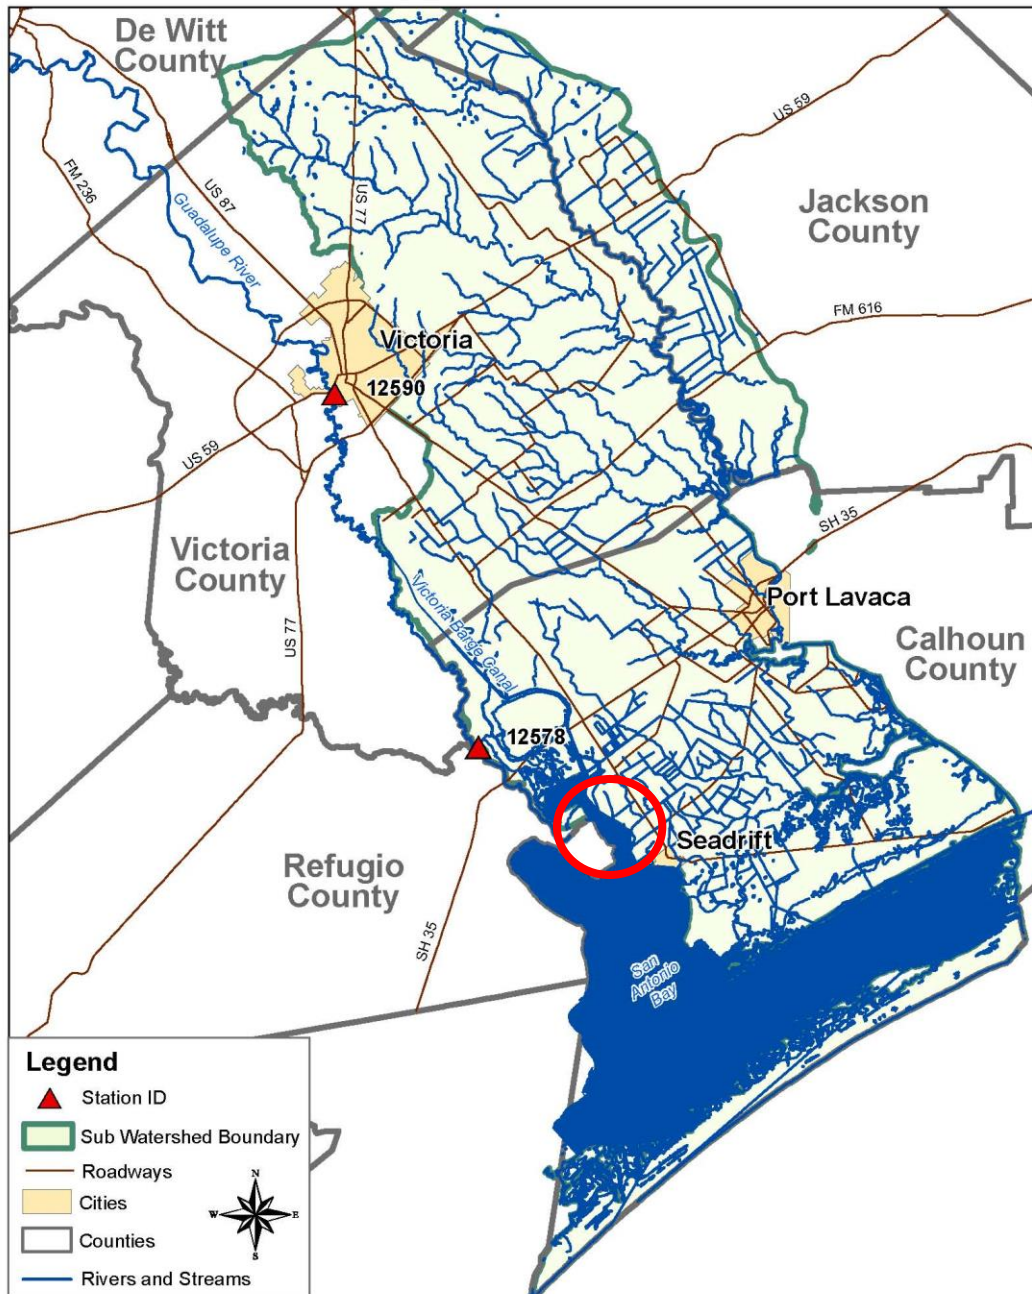 De Witt
County
US 59
FM 236
US 87
US 77
Guadalupe River
Jackson
County
FM 616
Victoria
12590
US 59
SH 35
Victoria
County
Victoria Barge Canal
Port Lavaca
US 77
Calhoun
County
12578
Seadrift
Refugio
County
SH 35
San
Antonio
Bay
Legend
Station ID
Sub Watershed Boundary
Roadways
Cities
Counties
Rivers and Streams
N
W
E
S